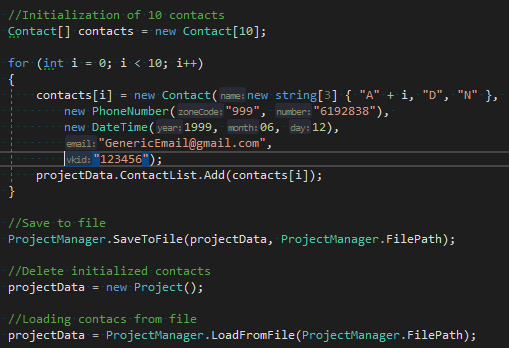 //Initialization of 10 contacts
Contact[] contacts = new Contact[10];
for (int i = 0; i < 10; i++)
{
contacts[i] = new Contact(name:new string[3] { "A" + i, "D", "N" },
new PhoneNumber(zoneCode:"999", number:"6192838"),
new DateTime(year:1999, month:06, day:12),
email:"GenericEmail@gmail.com",
vkid:"123456");
projectData.ContactList.Add(contacts[i]);
}
//Save to file
ProjectManager.SaveToFile(projectData, ProjectManager.FilePath);
//Delete initialized contacts
projectData = new Project();
//Loading contacs from file
projectData = ProjectManager.LoadFromFile(ProjectManager.FilePath);